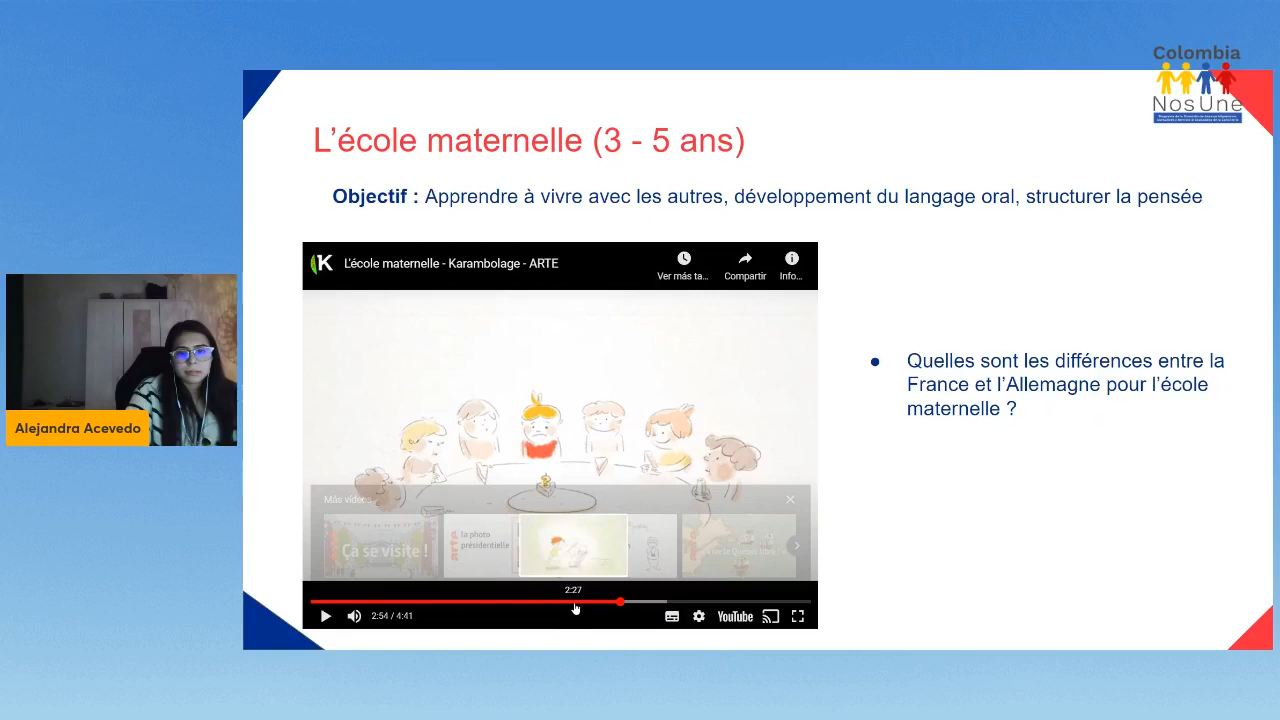 Colombia
NosUne
L'école maternelle (3 - 5 ans)
Objectif : Apprendre à vivre avec les autres, développement du langage oral, structurer la pensée
K L'école maternelle - Karambolage - ARTE
Ver más ta...
Compartir
Info...
Quelles sont les différences entre la
France et l'Allemagne pour l'école
maternelle ?
Alejandra Acevedo
Más vídeos
Ça se visite !
arte
la photo
présidentielle
2:27
2:54 / 4:41
YouTube